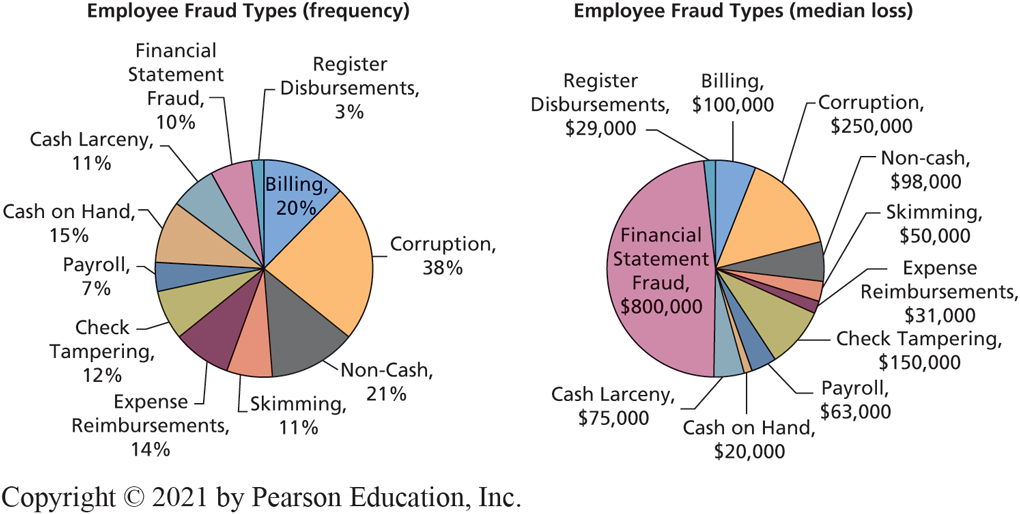 Employee Fraud Types (frequency)
Financial
Statement
Fraud,
10%
Register
Disbursements,
3%
Cash Larceny,
11%
Billing,
20%
Cash on Hand,
15%
Corruption,
38%
Payroll,
7%
Check
Tampering,
12%
Non-Cash,
21%
Expense
Reimbursements,
14%
Skimming,
11%
Employee Fraud Types (median loss)
Register
Disbursements,
$29,000
Billing,
$100,000
Corruption,
$250,000
Non-cash,
$98,000
Skimming,
$50,000
Financial
Statement
Fraud,
$800,000
Expense
Reimbursements,
$31,000
Check Tampering,
$150,000
Cash Larceny,
$75,000
Payroll,
$63,000
Cash on Hand,
$20,000
Copyright © 2021 by Pearson Education, Inc.